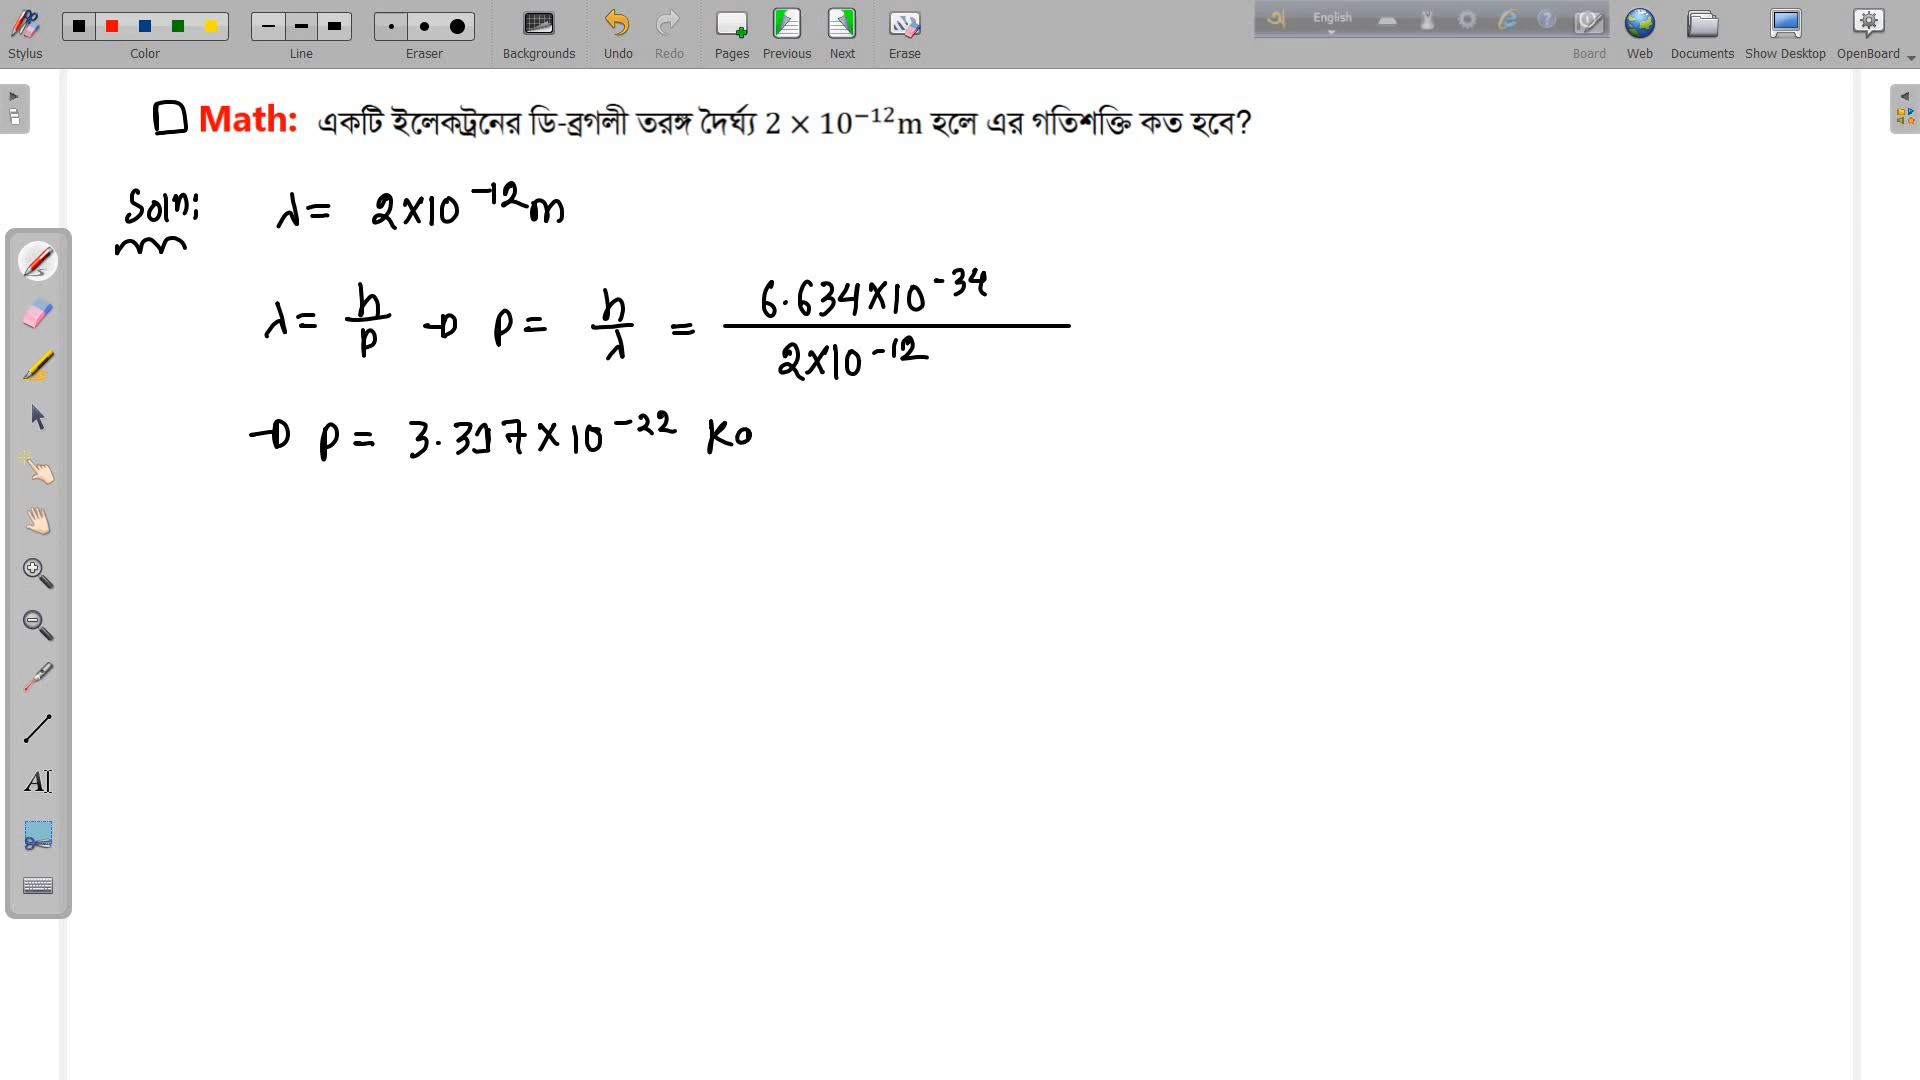 Stylus Color Line Eraser Backgrounds Undo Redo Pages Previous Next Erase English Board Web Documents Show Desktop OpenBoard
Math: একটি ইলেকট্রনের ডি-ব্রগলী তরঙ্গ দৈর্ঘ্য 2 × 10⁻¹²m হলে এর গতিশক্তি কত হবে?
Soln: λ = 2×10⁻¹² m
λ = h/p → p = h/λ = 6.634×10⁻³⁴ / 2×10⁻¹²
→ p = 3.317×10⁻²² Ko